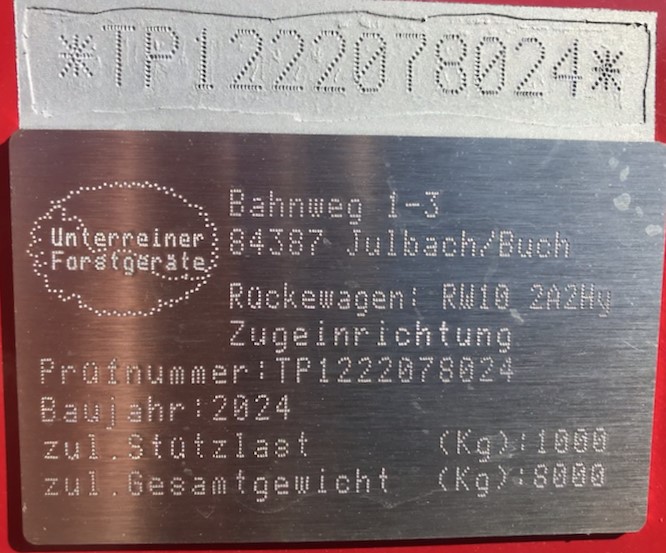 *TP1222078024*
Unterreiner
Forstgeräte
Bahnweg 1-3
84387 Julbach/Buch
Rückewagen: RW10 2A2Hy
Zugeinrichtung
Prüfnummer:TP1222078024
Baujahr:2024
zul.Stützlast (Kg):1000
zul.Gesamtgewicht (Kg):8000